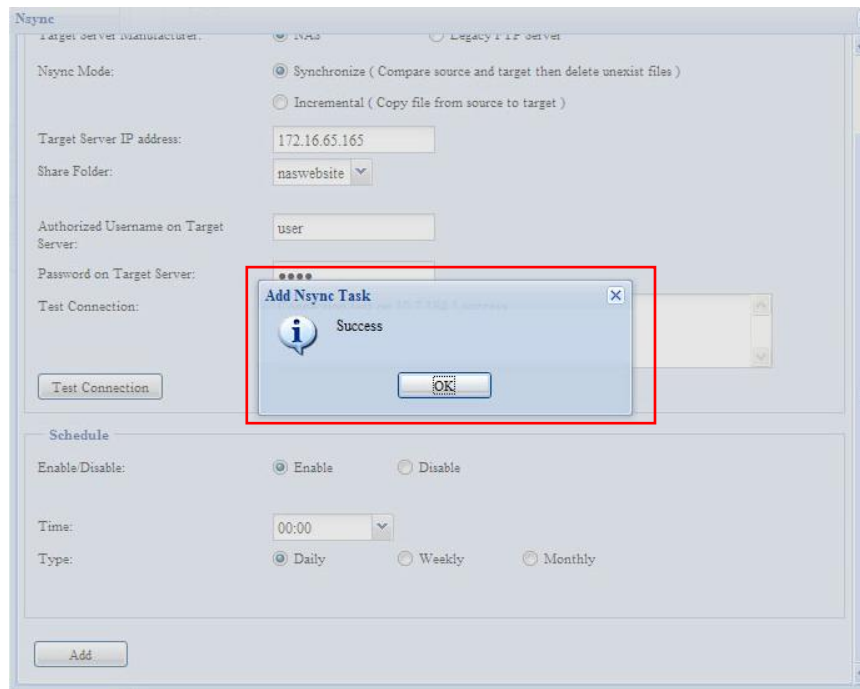 Nsync
Target Server Manufacturer: NAS Legacy FTP Server
Nsync Mode: Synchronize ( Compare source and target then delete unexist files )
Incremental ( Copy file from source to target )
Target Server IP address: 172.16.65.165
Share Folder: naswebsite
Authorized Username on Target
Server: user
Password on Target Server: ●●●●
Test Connection:
Add Nsync Task
Success
OK
Test Connection
Schedule
Enable/Disable: Enable Disable
Time: 00:00
Type: Daily Weekly Monthly
Add